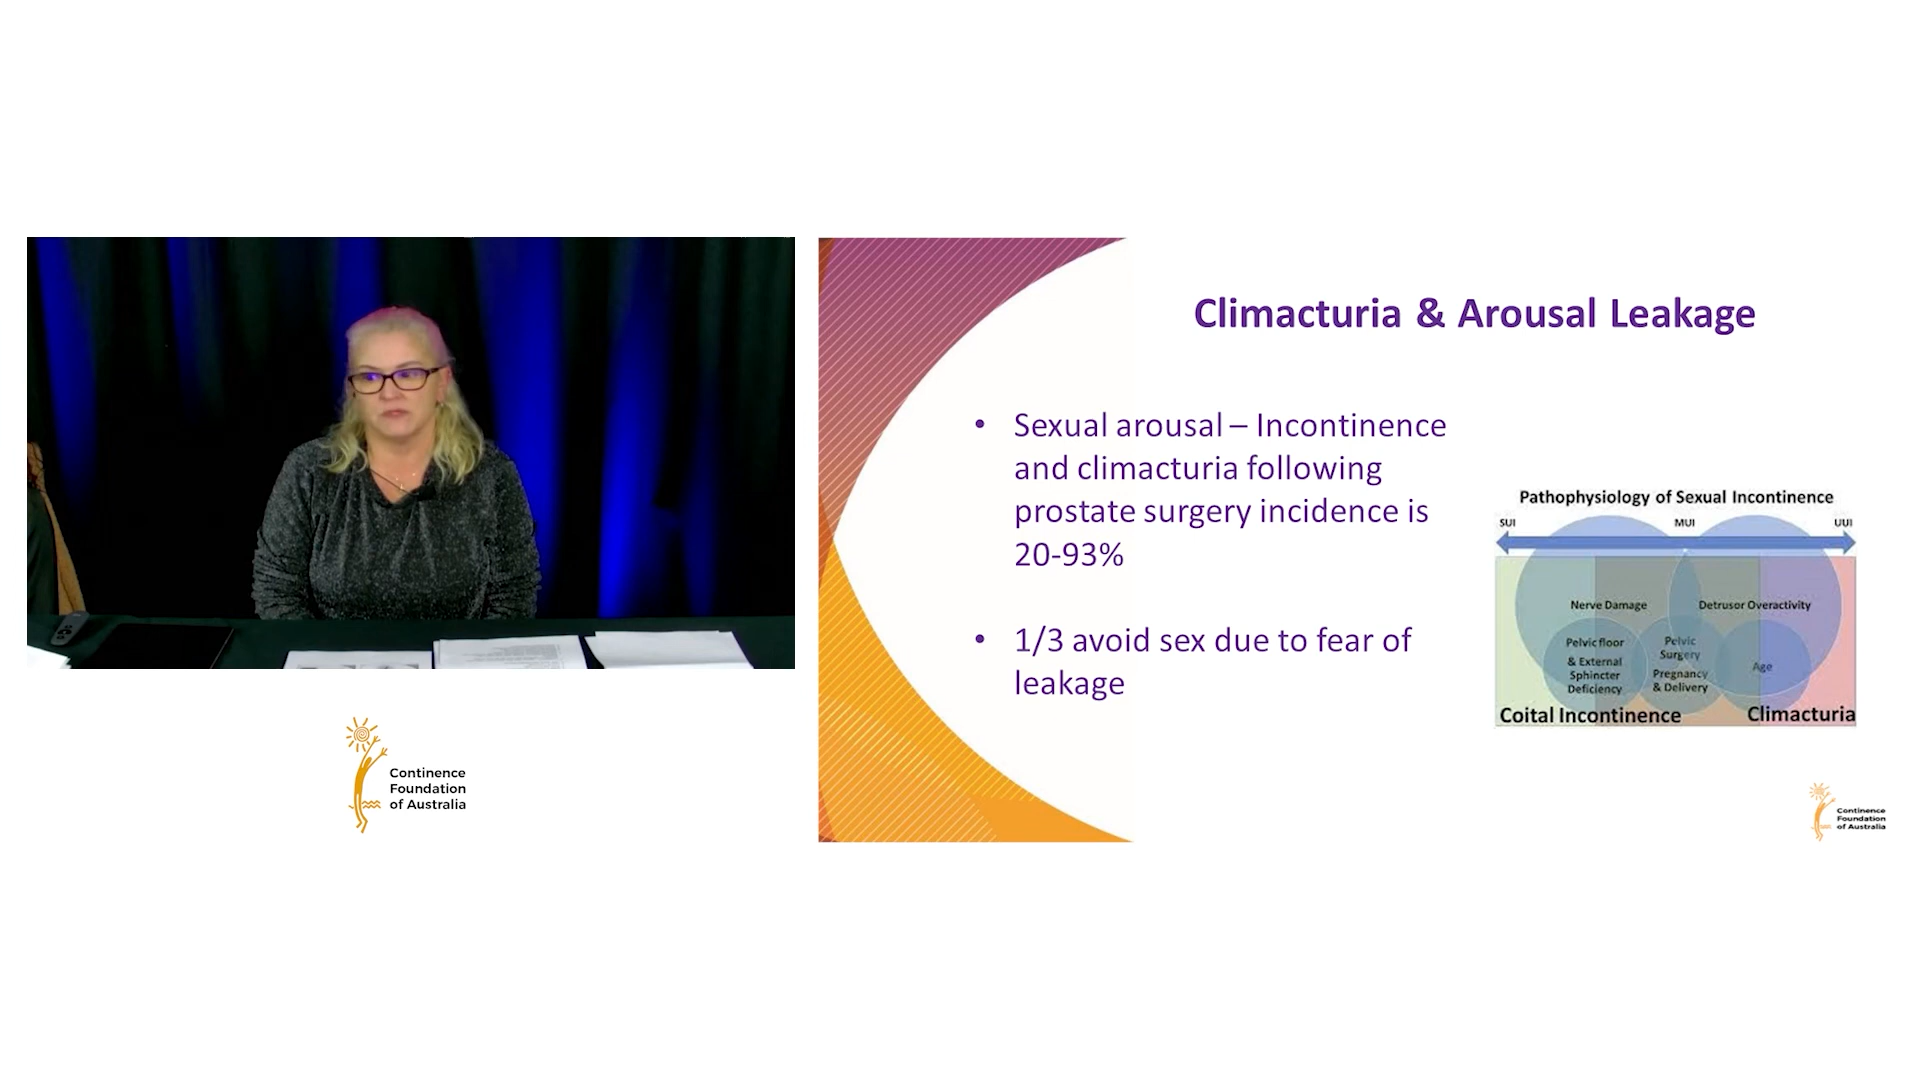 Climacturia & Arousal Leakage
• Sexual arousal – Incontinence
and climacturia following
prostate surgery incidence is
20-93%
• 1/3 avoid sex due to fear of
leakage
Pathophysiology of Sexual Incontinence
SUI MUI UUI
Nerve Damage Detrusor Overactivity
Pelvic floor
& External
Sphincter
Deficiency
Pelvic
Surgery
Pregnancy
& Delivery
Age
Coital Incontinence Climacturia
Continence
Foundation
of Australia
Continence
Foundation
of Australia